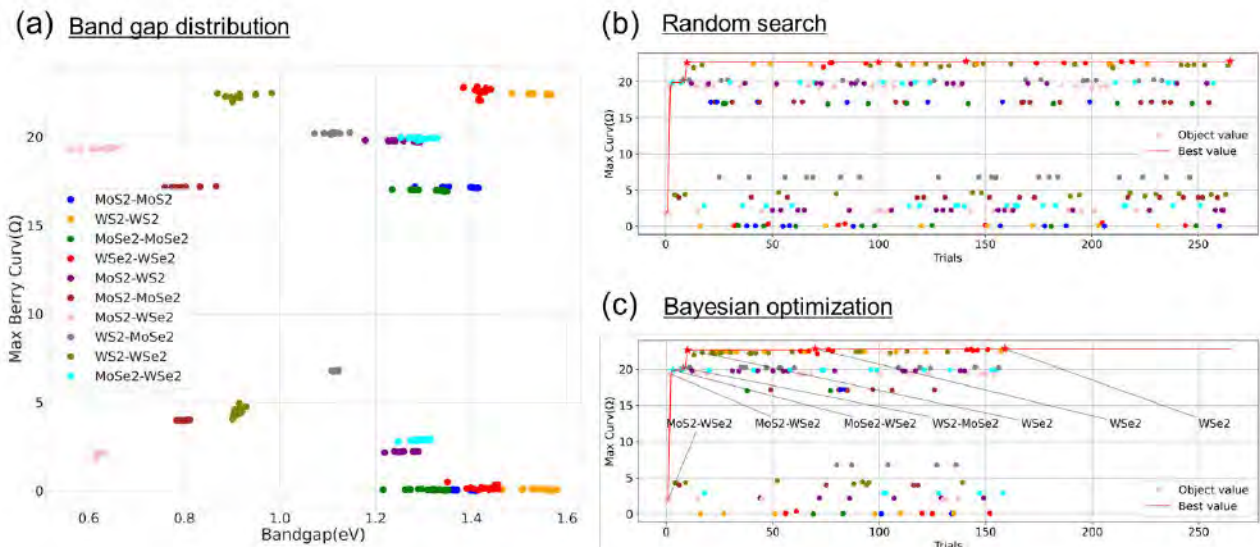 (a) Band gap distribution
Max Berry Curv(Ω)
20
15
10
5
0
MoS2-MoS2
WS2-WS2
MoSe2-MoSe2
WSe2-WSe2
MoS2-WS2
MoS2-MoSe2
MoS2-WSe2
WS2-MoSe2
WS2-WSe2
MoSe2-WSe2
0.6 0.8 1.0 1.2 1.4 1.6
Bandgap(eV)
(b) Random search
Max Curv(Ω)
20
15
10
5
0
Object value
Best value
0 50 100 150 200 250
Trials
(c) Bayesian optimization
Max Curv(Ω)
20
15
10
5
0
MoS2-WSe2 MoS2-WSe2 MoSe2-WSe2 WS2-MoSe2 WSe2 WSe2 WSe2
Object value
Best value
0 50 100 150 200 250
Trials